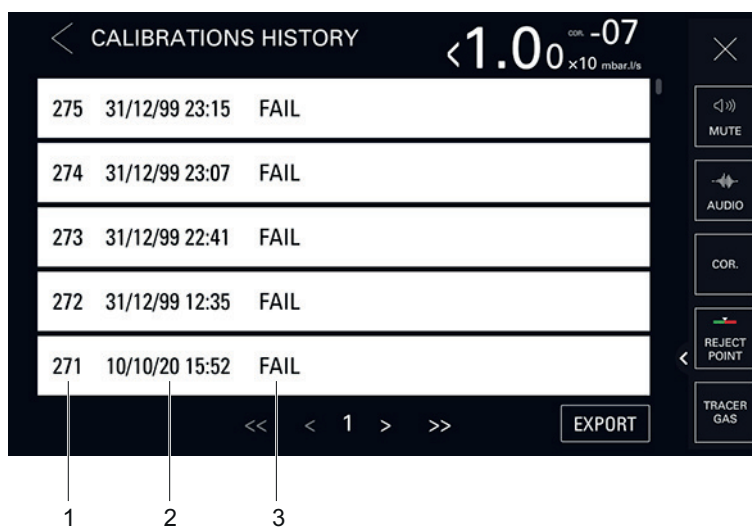 CALIBRATIONS HISTORY
<1.00 COR. -07
x10 mbar.l/s
275 31/12/99 23:15 FAIL
274 31/12/99 23:07 FAIL
273 31/12/99 22:41 FAIL
272 31/12/99 12:35 FAIL
271 10/10/20 15:52 FAIL
<< < 1 > >>
EXPORT
MUTE
AUDIO
COR.
REJECT
POINT
TRACER
GAS
1 2 3